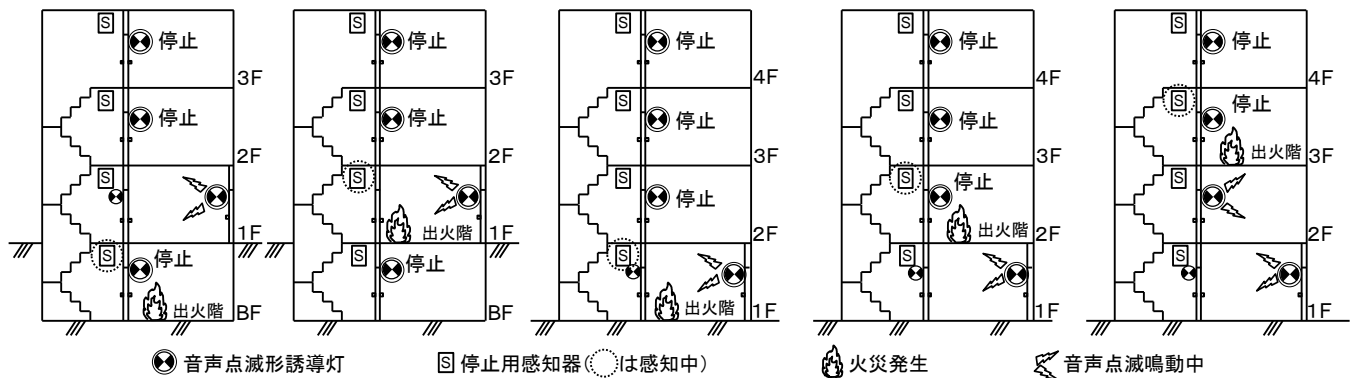 S 停止 3F
S 停止 2F
S 1F
S 停止 出火階 BF
S 停止 3F
S 停止 2F
S 出火階 1F
S 停止 BF
S 停止 4F
S 停止 3F
S 停止 2F
S 出火階 1F
S 停止 4F
S 停止 3F
S 停止 出火階 2F
S 1F
S 停止 4F
S 停止 出火階 3F
S 2F
S 1F
音声点滅形誘導灯 S 停止用感知器(は感知中) 火災発生 音声点滅鳴動中